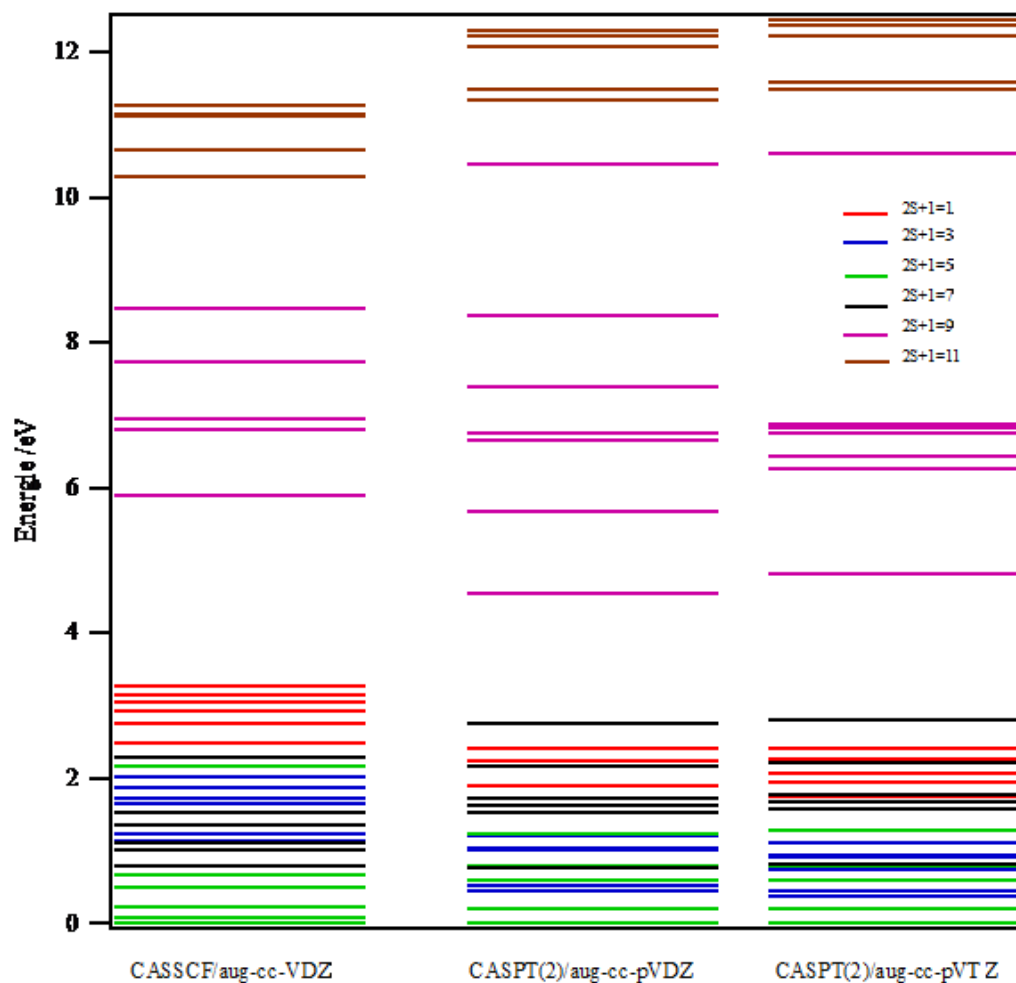 12
10
8
6
4
2
0
Energie /eV
2S+1=1
2S+1=3
2S+1=5
2S+1=7
2S+1=9
2S+1=11
CASSCF/aug-cc-VDZ
CASPT(2)/aug-cc-pVDZ
CASPT(2)/aug-cc-pVT Z